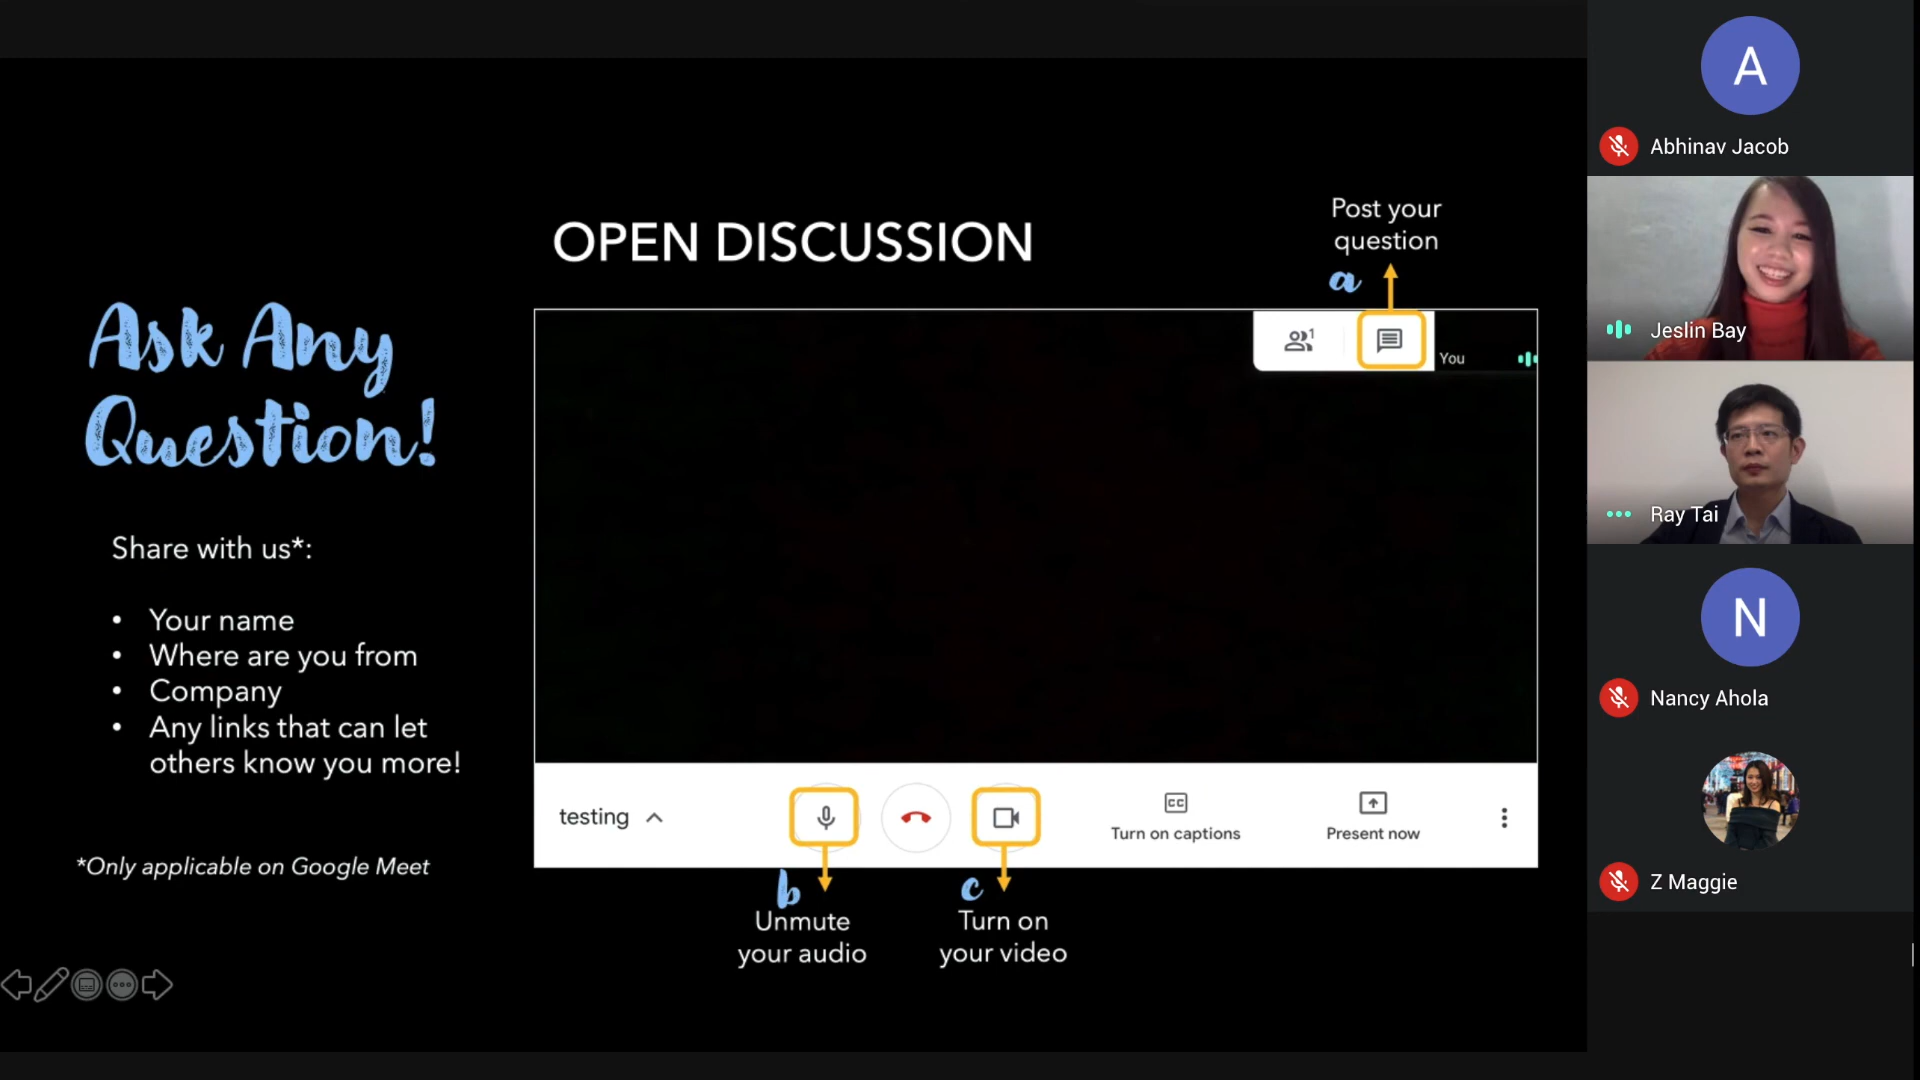 OPEN DISCUSSION
Ask Any
Question!
Share with us*:
• Your name
• Where are you from
• Company
• Any links that can let
others know you more!
*Only applicable on Google Meet
Post your
question
a
1
You
testing
Turn on captions
Present now
b
Unmute
your audio
c
Turn on
your video
A
Abhinav Jacob
Jeslin Bay
Ray Tai
N
Nancy Ahola
Z Maggie